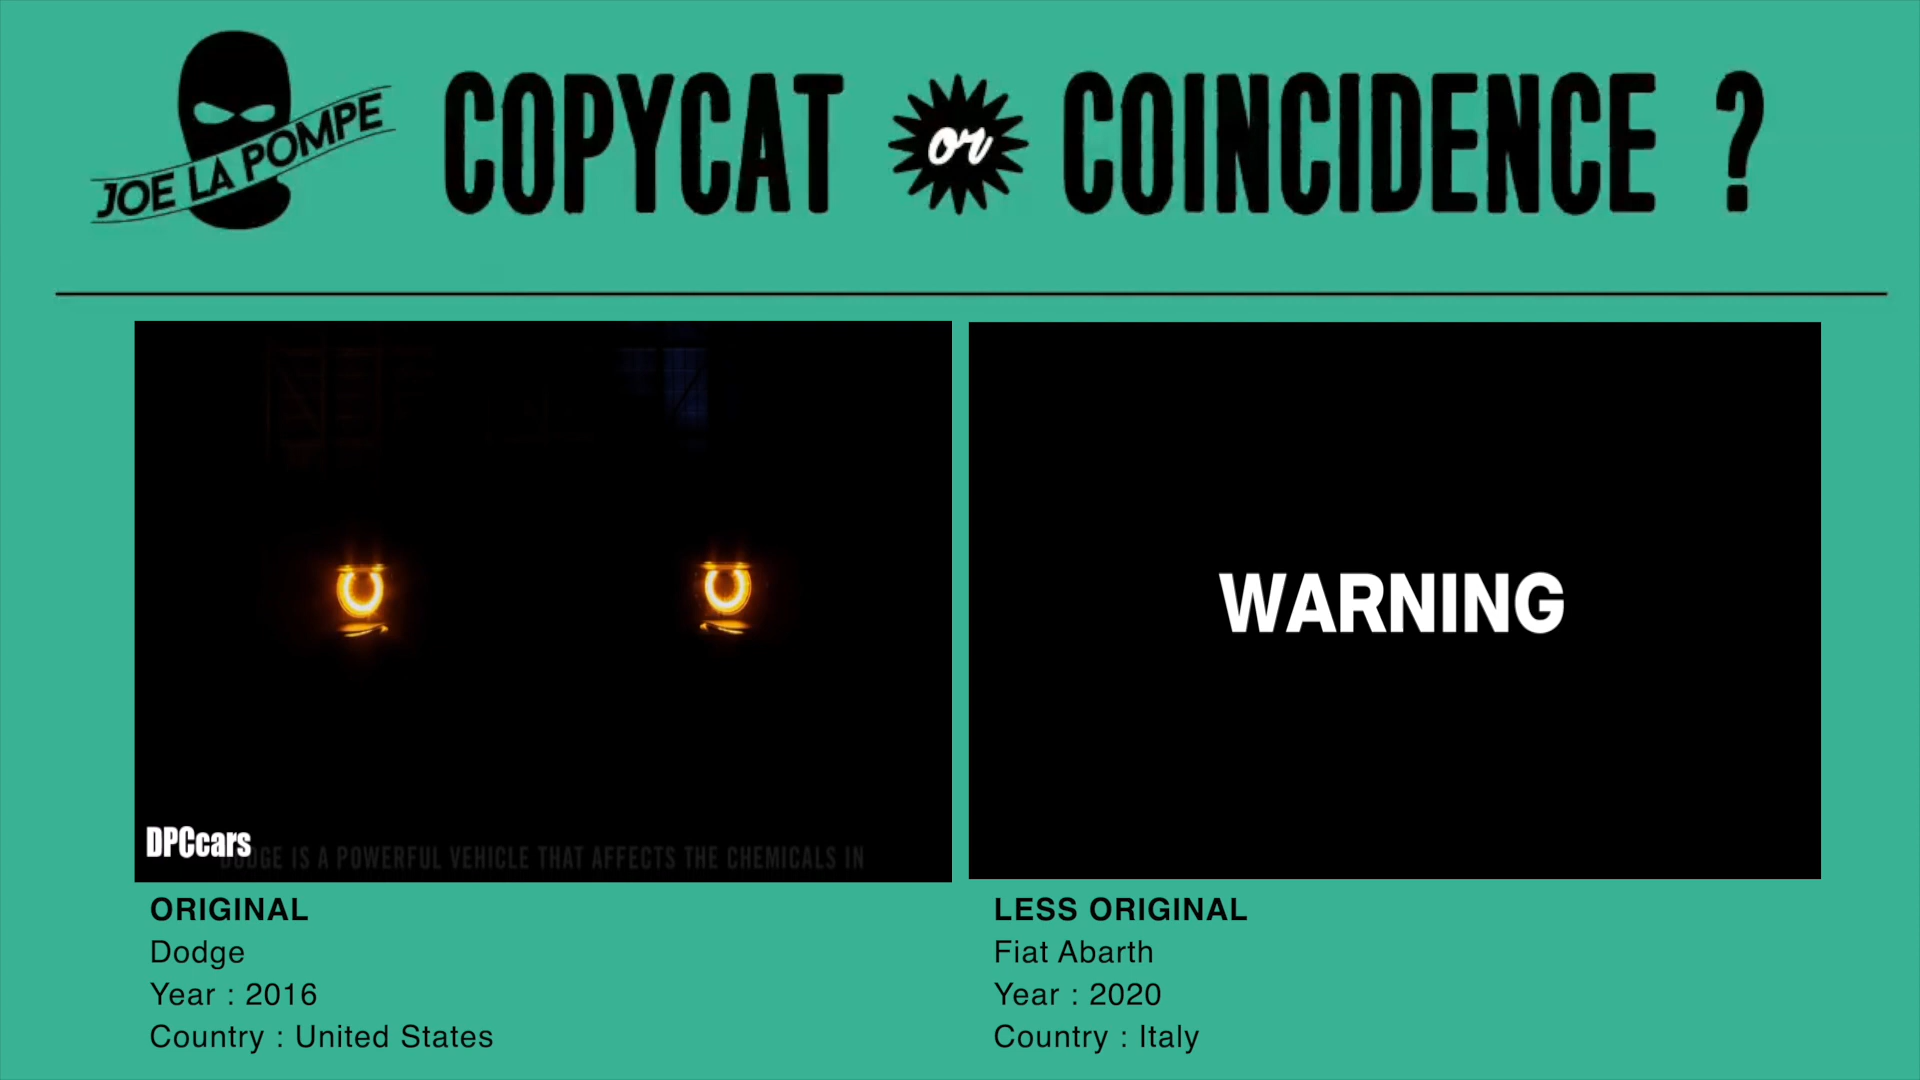 JOE LA POMPE
COPYCAT or COINCIDENCE ?
WARNING
DPCcars
DODGE IS A POWERFUL VEHICLE THAT AFFECTS THE CHEMICALS IN
ORIGINAL
Dodge
Year : 2016
Country : United States
LESS ORIGINAL
Fiat Abarth
Year : 2020
Country : Italy